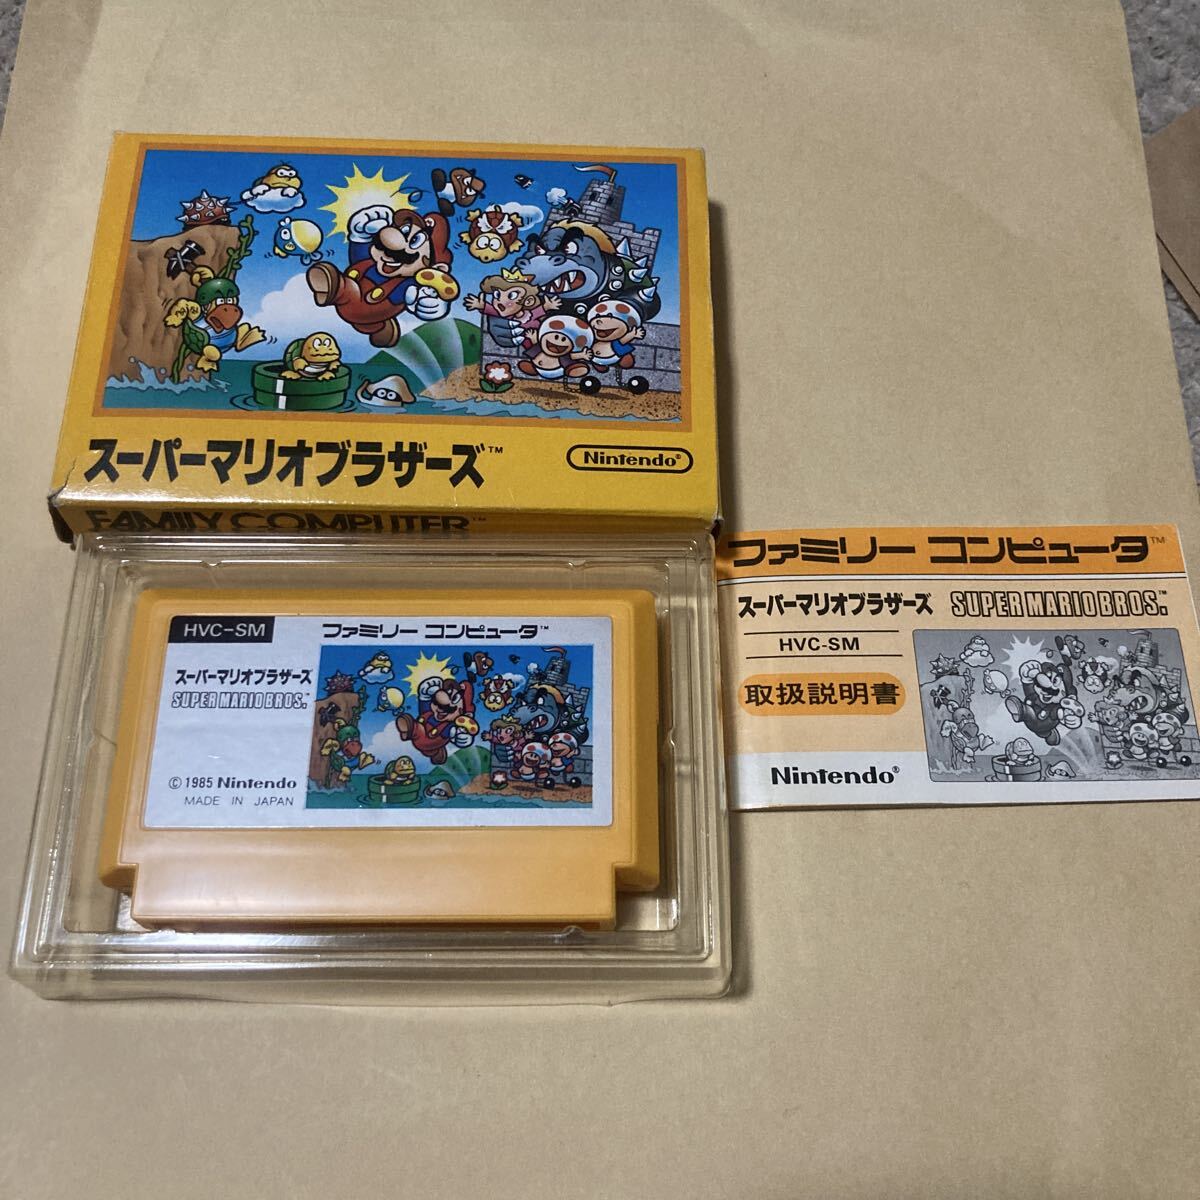 スーパーマリオブラザーズ™
Nintendo®
FAMILY COMPUTER™
HVC-SM
ファミリー コンピュータ™
スーパーマリオブラザーズ
SUPER MARIO BROS.™
©1985 Nintendo
MADE IN JAPAN
ファミリー コンピュータ™
スーパーマリオブラザーズ SUPER MARIO BROS.™
HVC-SM
取扱説明書
Nintendo®